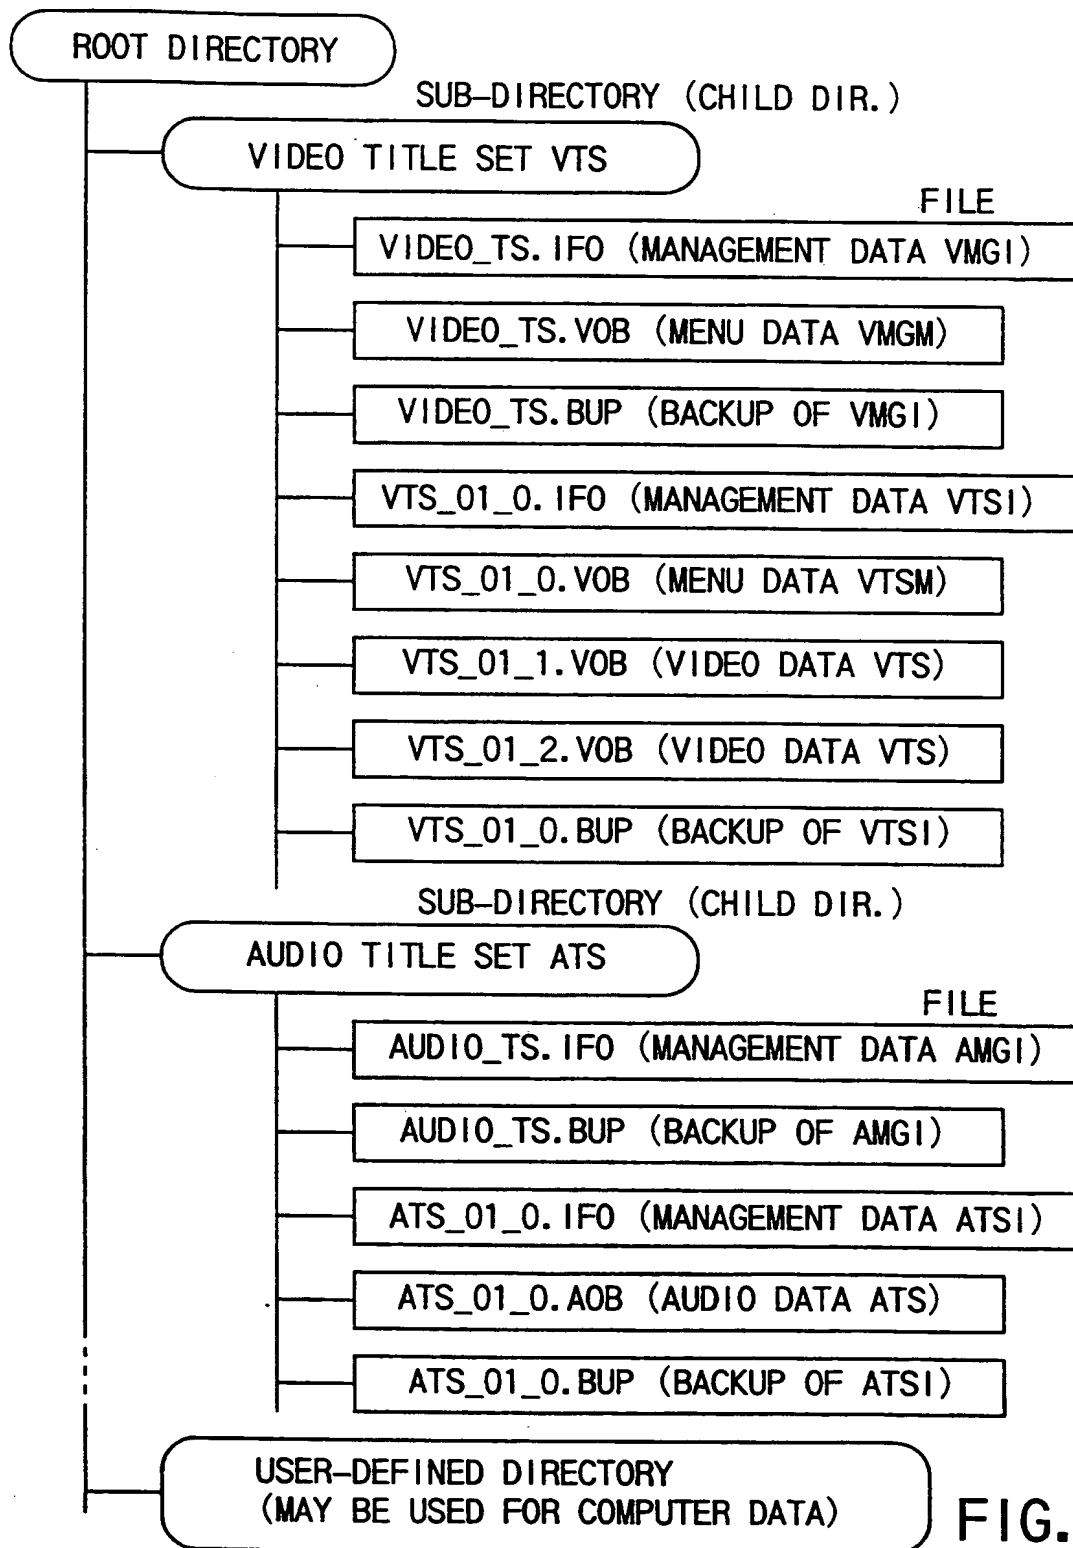 ROOT DIRECTORY
SUB-DIRECTORY (CHILD DIR.)
VIDEO TITLE SET VTS
FILE
VIDEO_TS.IFO (MANAGEMENT DATA VMGI)
VIDEO_TS.VOB (MENU DATA VMGM)
VIDEO_TS.BUP (BACKUP OF VMGI)
VTS_01_0.IFO (MANAGEMENT DATA VTSI)
VTS_01_0.VOB (MENU DATA VTSM)
VTS_01_1.VOB (VIDEO DATA VTS)
VTS_01_2.VOB (VIDEO DATA VTS)
VTS_01_0.BUP (BACKUP OF VTSI)
SUB-DIRECTORY (CHILD DIR.)
AUDIO TITLE SET ATS
FILE
AUDIO_TS.IFO (MANAGEMENT DATA AMGI)
AUDIO_TS.BUP (BACKUP OF AMGI)
ATS_01_0.IFO (MANAGEMENT DATA ATSI)
ATS_01_0.AOB (AUDIO DATA ATS)
ATS_01_0.BUP (BACKUP OF ATSI)
USER-DEFINED DIRECTORY
(MAY BE USED FOR COMPUTER DATA)
FIG.